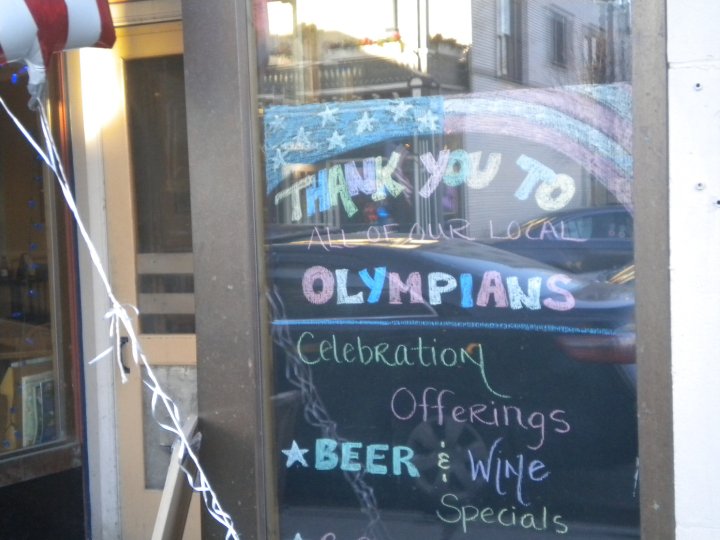 THANK YOU TO
ALL OF OUR LOCAL
OLYMPIANS
Celebration
Offerings
BEER & WINE
Specials